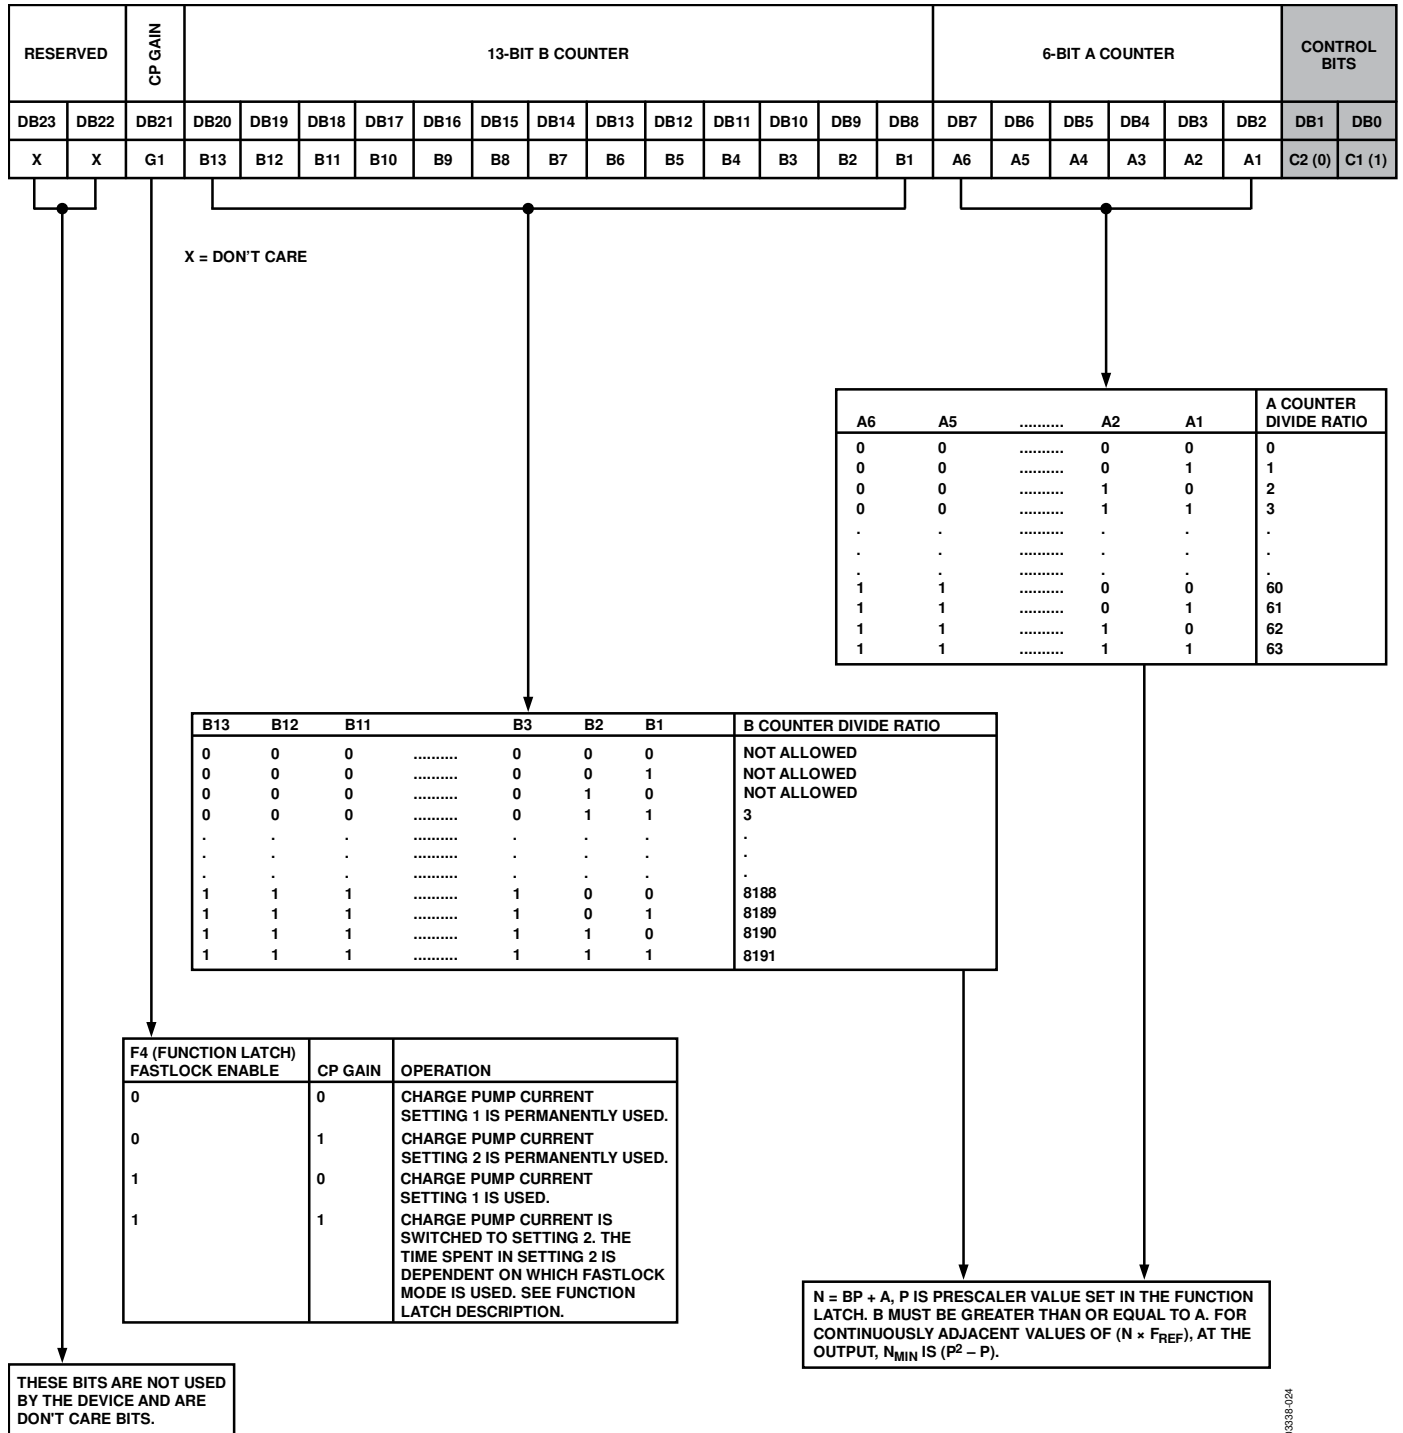 RESERVED
CP GAIN
13-BIT B COUNTER
6-BIT A COUNTER
CONTROL
BITS
DB23 DB22 DB21 DB20 DB19 DB18 DB17 DB16 DB15 DB14 DB13 DB12 DB11 DB10 DB9 DB8 DB7 DB6 DB5 DB4 DB3 DB2 DB1 DB0
X X G1 B13 B12 B11 B10 B9 B8 B7 B6 B5 B4 B3 B2 B1 A6 A5 A4 A3 A2 A1 C2 (0) C1 (1)
X = DON'T CARE
A COUNTER
A6 A5 .......... A2 A1 DIVIDE RATIO
0 0 .......... 0 0 0
0 0 .......... 0 1 1
0 0 .......... 1 0 2
0 0 .......... 1 1 3
. . .......... . . .
. . .......... . . .
. . .......... . . .
1 1 .......... 0 0 60
1 1 .......... 0 1 61
1 1 .......... 1 0 62
1 1 .......... 1 1 63
B13 B12 B11 B3 B2 B1 B COUNTER DIVIDE RATIO
0 0 0 .......... 0 0 0 NOT ALLOWED
0 0 0 .......... 0 0 1 NOT ALLOWED
0 0 0 .......... 0 1 0 NOT ALLOWED
0 0 0 .......... 0 1 1 3
. . . .......... . . . .
. . . .......... . . . .
. . . .......... . . . .
1 1 1 .......... 1 0 0 8188
1 1 1 .......... 1 0 1 8189
1 1 1 .......... 1 1 0 8190
1 1 1 .......... 1 1 1 8191
F4 (FUNCTION LATCH)
FASTLOCK ENABLE CP GAIN OPERATION
0 0 CHARGE PUMP CURRENT
SETTING 1 IS PERMANENTLY USED.
0 1 CHARGE PUMP CURRENT
SETTING 2 IS PERMANENTLY USED.
1 0 CHARGE PUMP CURRENT
SETTING 1 IS USED.
1 1 CHARGE PUMP CURRENT IS
SWITCHED TO SETTING 2. THE
TIME SPENT IN SETTING 2 IS
DEPENDENT ON WHICH FASTLOCK
MODE IS USED. SEE FUNCTION
LATCH DESCRIPTION.
N = BP + A, P IS PRESCALER VALUE SET IN THE FUNCTION
LATCH. B MUST BE GREATER THAN OR EQUAL TO A. FOR
CONTINUOUSLY ADJACENT VALUES OF (N × FREF), AT THE
OUTPUT, NMIN IS (P² – P).
THESE BITS ARE NOT USED
BY THE DEVICE AND ARE
DON'T CARE BITS.
03338-024